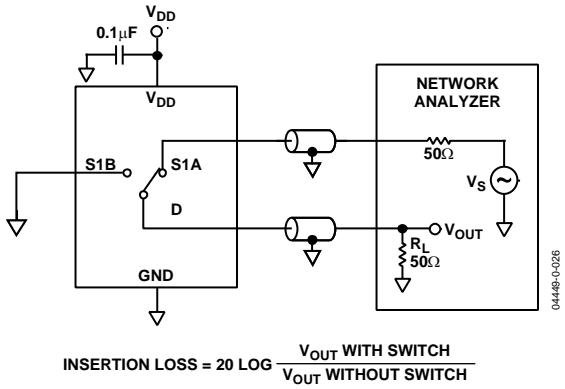 VDD
0.1μF
VDD
NETWORK
ANALYZER
S1B
S1A
50Ω
VS
D
VOUT
RL
50Ω
GND
04449-0-026
INSERTION LOSS = 20 LOG VOUT WITH SWITCH
VOUT WITHOUT SWITCH